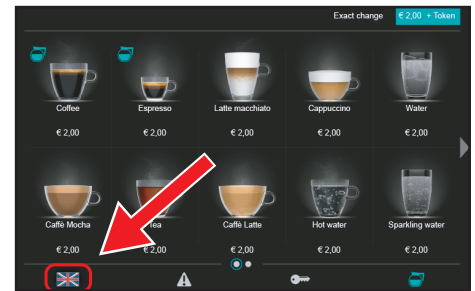 Exact change € 2,00 + Token
Coffee Espresso Latte macchiato Cappuccino Water
€ 2,00 € 2,00 € 2,00 € 2,00 € 2,00
Caffè Mocha Tea Caffè Latte Hot water Sparkling water
€ 2,00 € 2,00 € 2,00 € 2,00